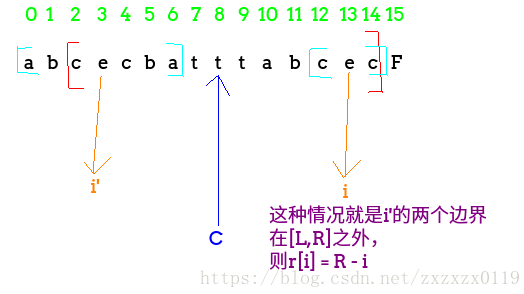 0 1 2 3 4 5 6 7 8 9 10 11 12 13 14 15
a b c e c b a t t t a b c e c F
i'
i
C
这种情况就是i'的两个边界
在[L,R]之外，
则r[i] = R - i
https://blog.csdn.net/zxzxzx0119